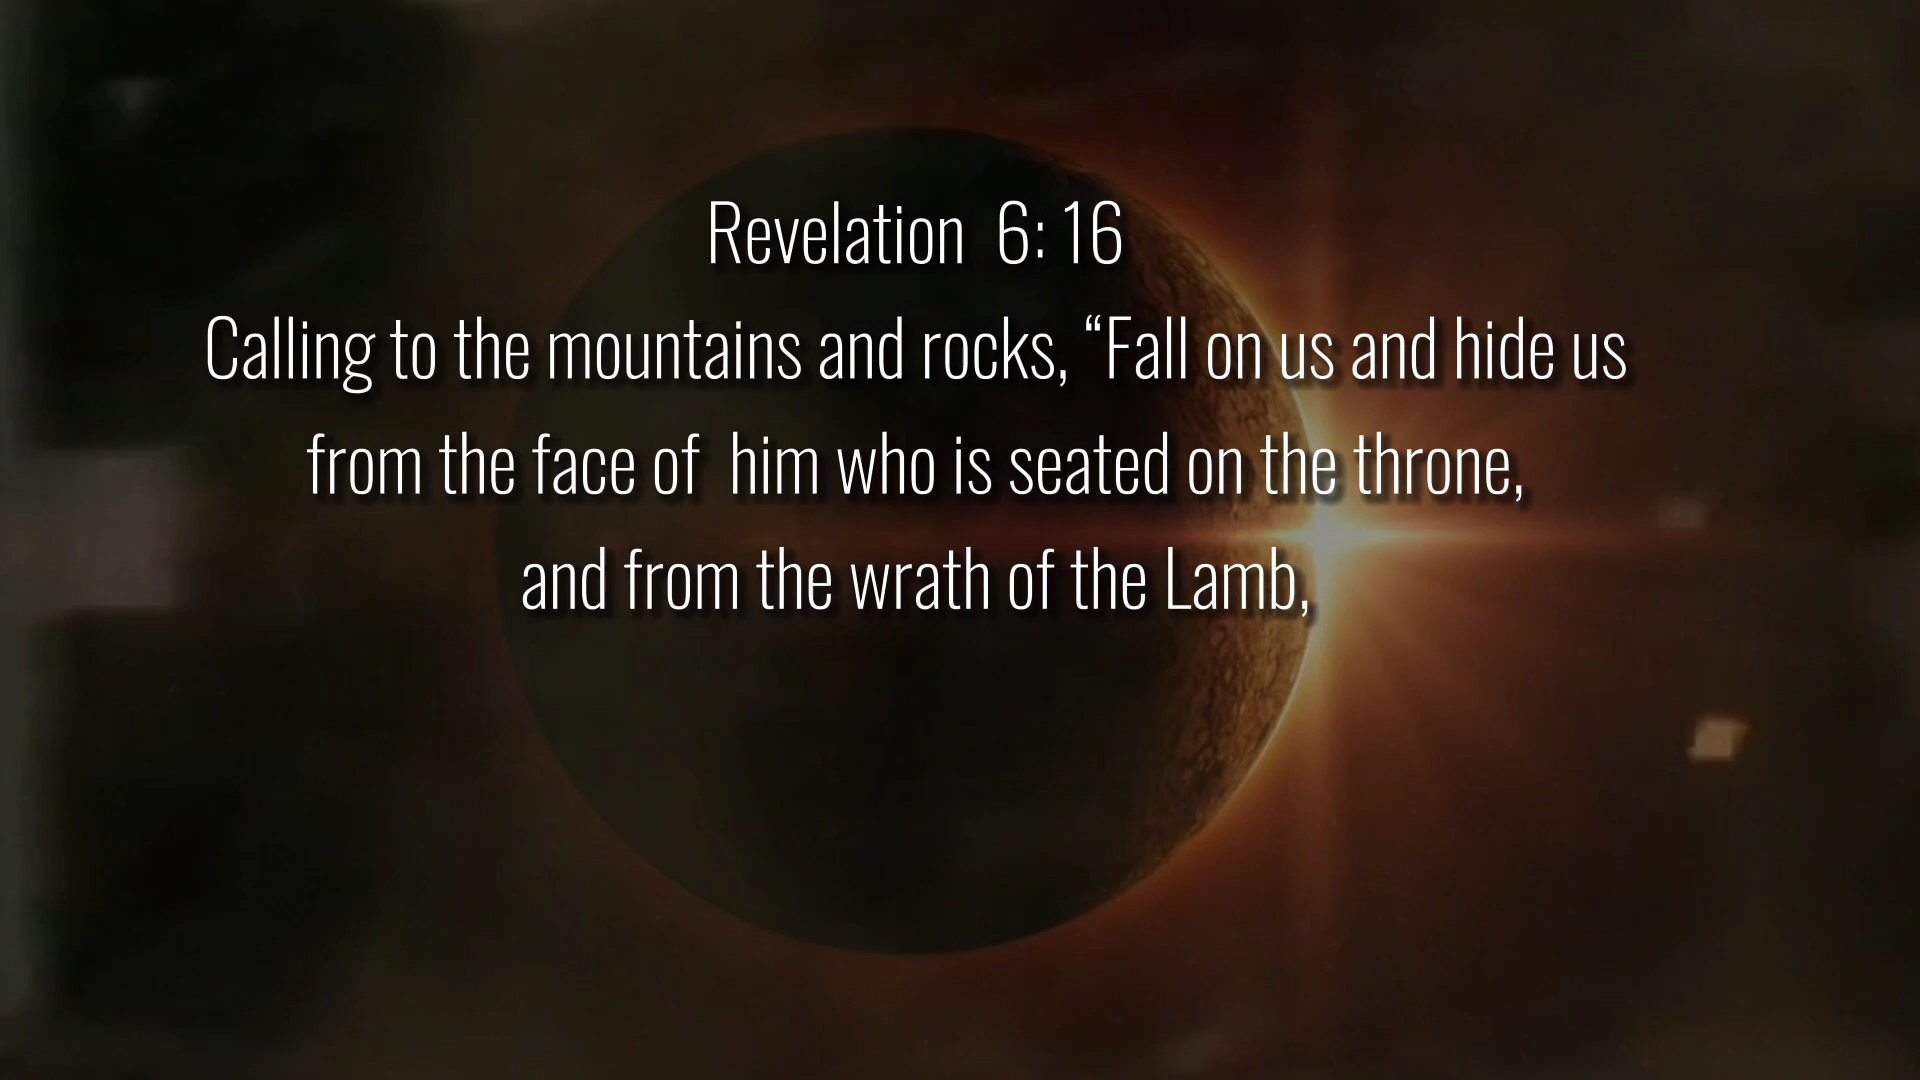 Revelation 6: 16
Calling to the mountains and rocks, “Fall on us and hide us
from the face of him who is seated on the throne,
and from the wrath of the Lamb,